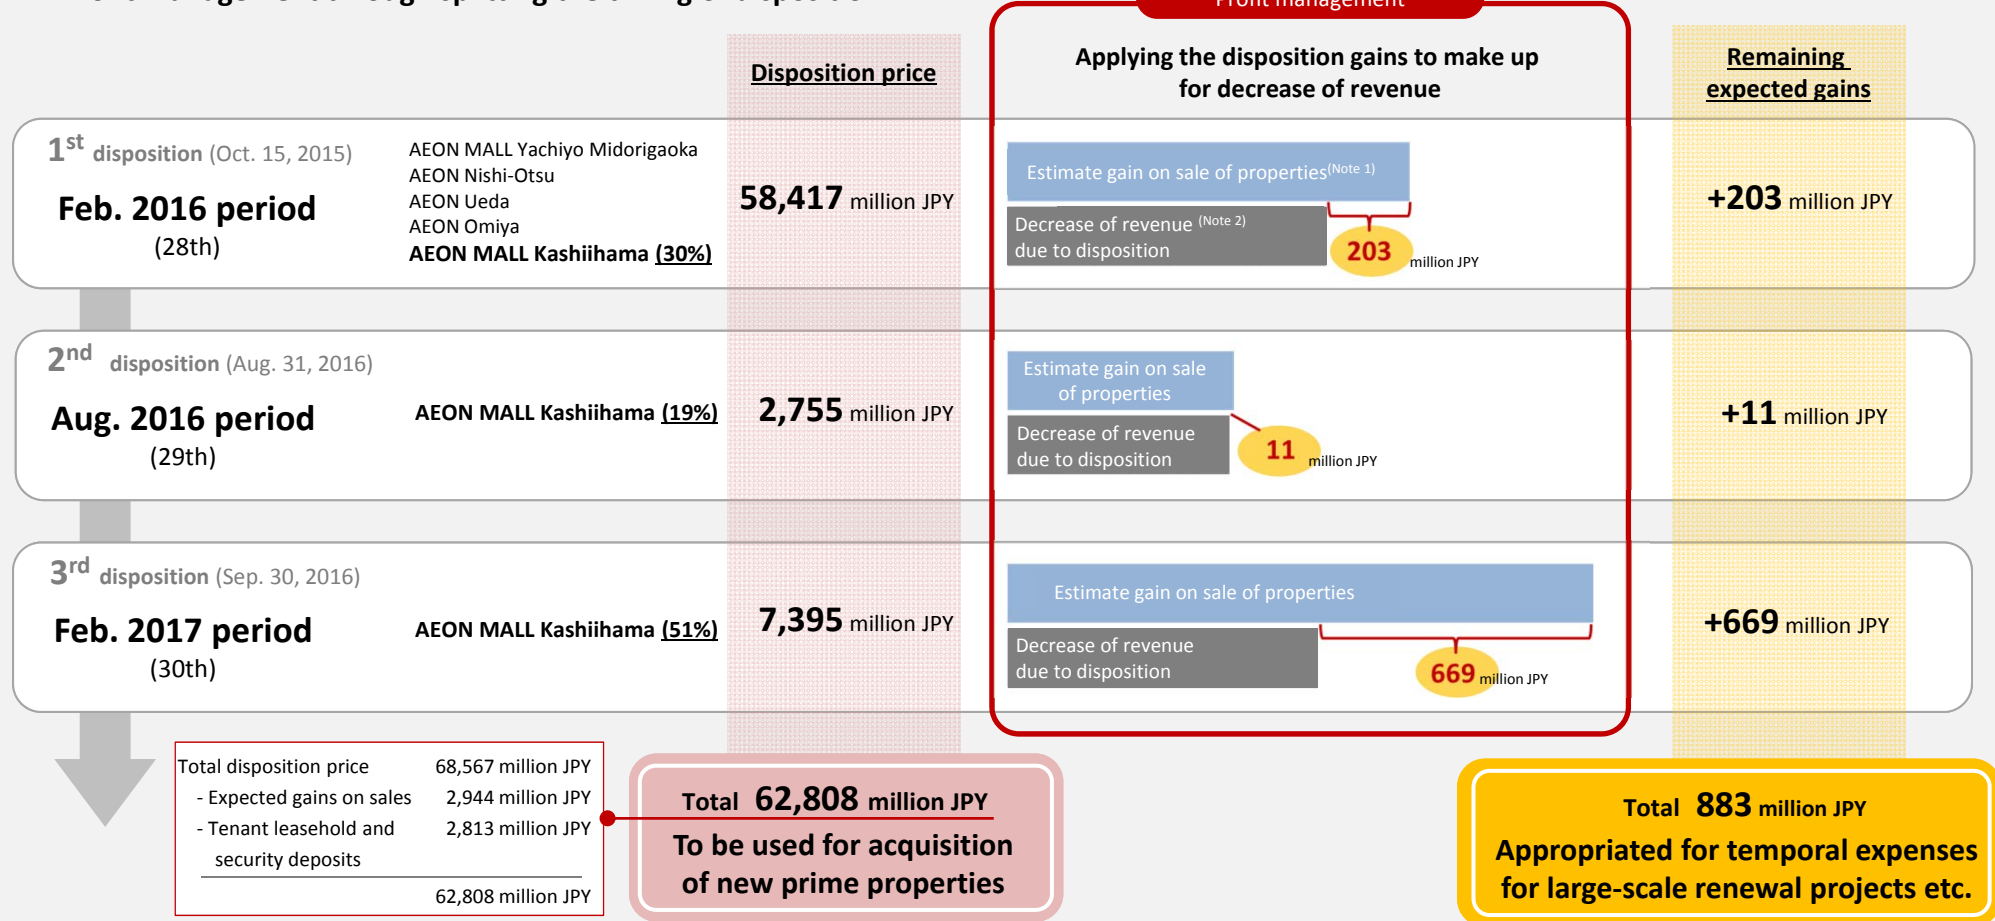 Profit management
Disposition price
Applying the disposition gains to make up
for decrease of revenue
Remaining
expected gains
1st disposition (Oct. 15, 2015)
Feb. 2016 period
(28th)
AEON MALL Yachiyo Midorigaoka
AEON Nishi-Otsu
AEON Ueda
AEON Omiya
AEON MALL Kashiihama (30%)
58,417 million JPY
Estimate gain on sale of properties(Note 1)
Decrease of revenue (Note 2)
due to disposition
203 million JPY
+203 million JPY
2nd disposition (Aug. 31, 2016)
Aug. 2016 period
(29th)
AEON MALL Kashiihama (19%)
2,755 million JPY
Estimate gain on sale
of properties
Decrease of revenue
due to disposition
11 million JPY
+11 million JPY
3rd disposition (Sep. 30, 2016)
Feb. 2017 period
(30th)
AEON MALL Kashiihama (51%)
7,395 million JPY
Estimate gain on sale of properties
Decrease of revenue
due to disposition
669 million JPY
+669 million JPY
Total disposition price 68,567 million JPY
- Expected gains on sales 2,944 million JPY
- Tenant leasehold and 2,813 million JPY
security deposits
62,808 million JPY
Total 62,808 million JPY
To be used for acquisition
of new prime properties
Total 883 million JPY
Appropriated for temporal expenses
for large-scale renewal projects etc.